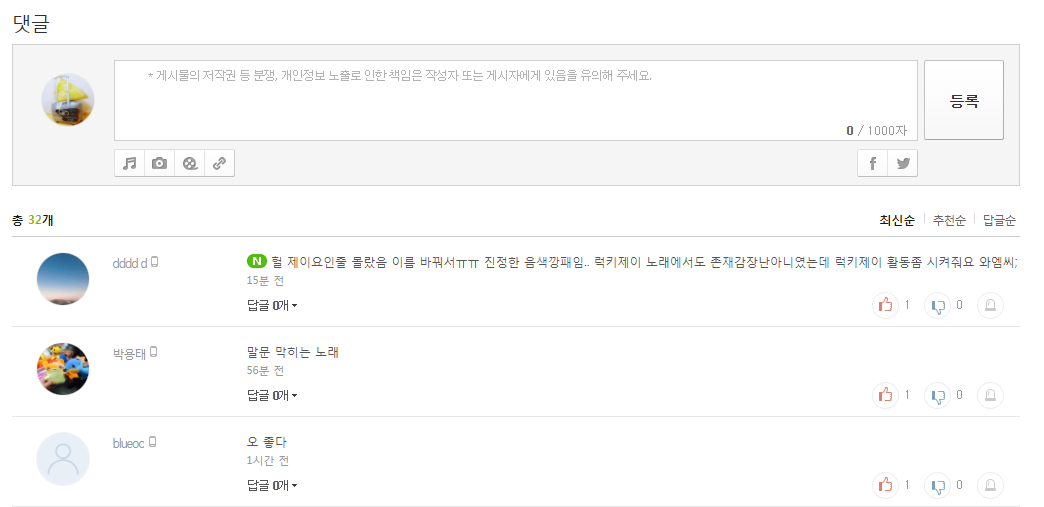 댓글
* 게시물의 저작권 등 분쟁, 개인정보 노출로 인한 책임은 작성자 또는 게시자에게 있음을 유의해 주세요.
0 / 1000자
등록
총 32개
최신순 추천순 답글순
dddd d
N 헐 제이요인줄 몰랐음 이름 바꿔서ㅠㅠ 진정한 음색깡패임.. 럭키제이 노래에서도 존재감장난아니였는데 럭키제이 활동좀 시켜줘요 와엠씨;
15분 전
답글 0개
1 0
박용태
말문 막히는 노래
56분 전
답글 0개
1 0
blueoc
오 좋다
1시간 전
답글 0개
1 0